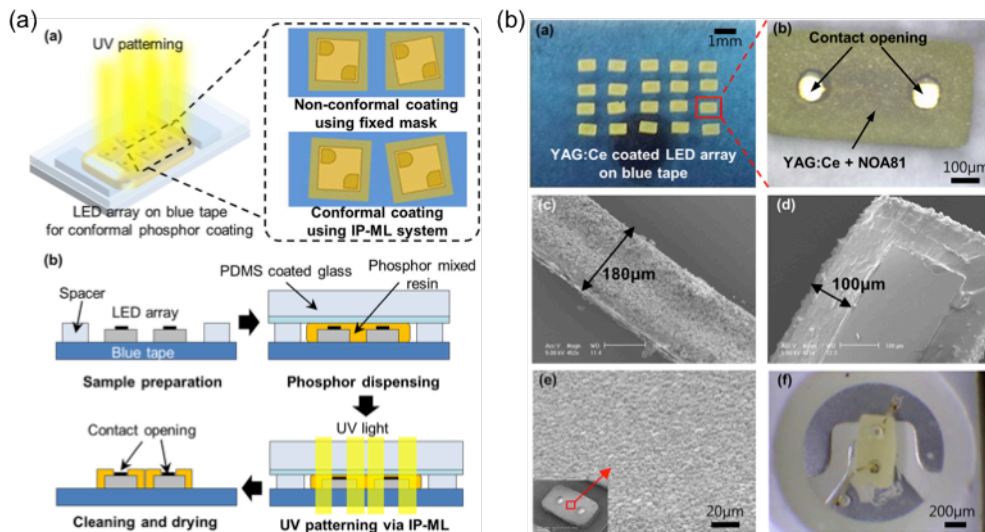 (a)
(a)
UV patterning
Non-conformal coating
using fixed mask
Conformal coating
using IP-ML system
LED array on blue tape
for conformal phosphor coating
(b)
PDMS coated glass
Phosphor mixed
resin
Spacer
LED array
Blue tape
Sample preparation
Phosphor dispensing
UV light
Contact opening
Cleaning and drying
UV patterning via IP-ML
(b)
(a)
1mm
YAG:Ce coated LED array
on blue tape
(b)
Contact opening
YAG:Ce + NOA81
100μm
(c)
180μm
(d)
100μm
(e)
20μm
(f)
200μm